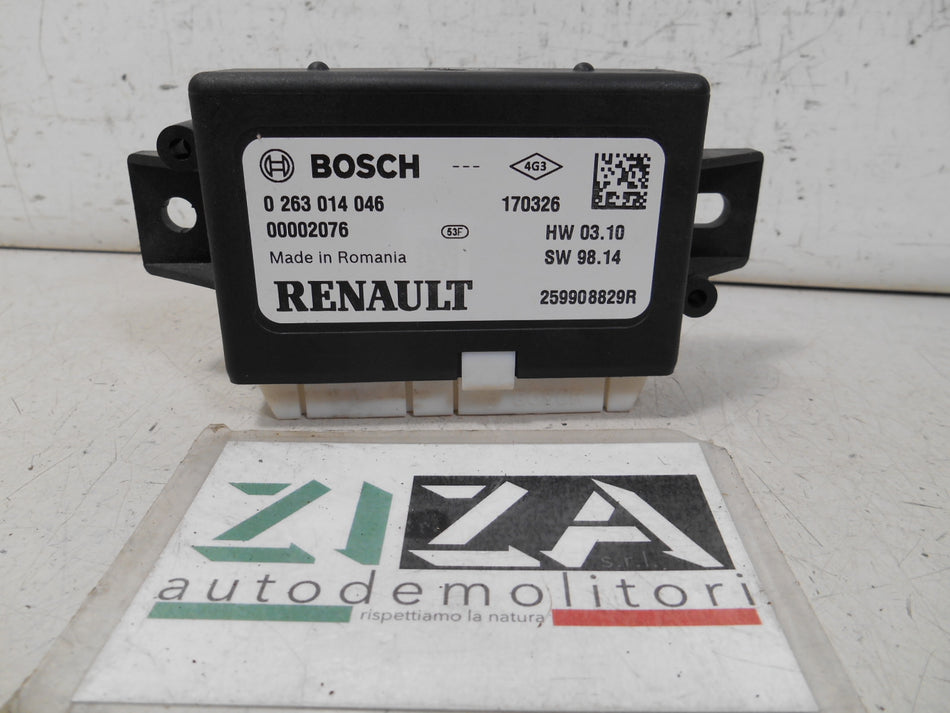 BOSCH --- 4G3
0 263 014 046 170326
00002076 53F HW 03.10
Made in Romania SW 98.14
RENAULT 259908829R
ZIZA
s.r.l.
autodemolitori
rispettiamo la natura